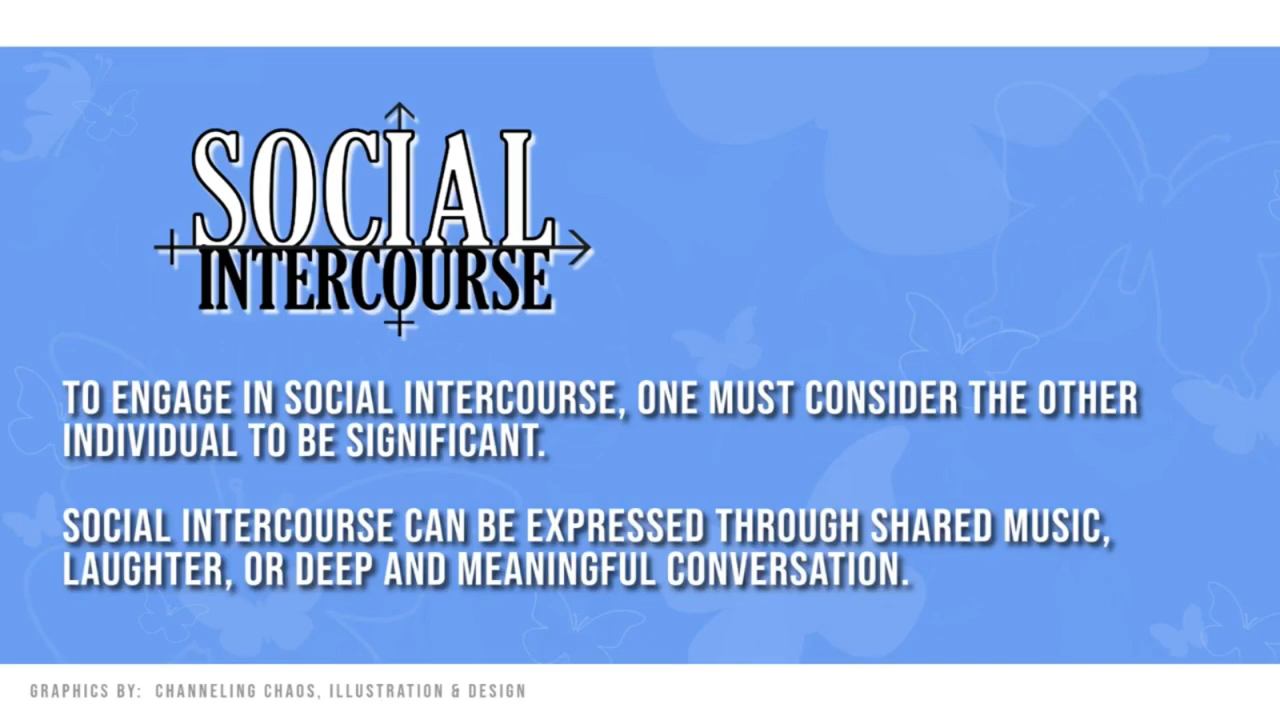 SOCIAL
INTERCOURSE
TO ENGAGE IN SOCIAL INTERCOURSE, ONE MUST CONSIDER THE OTHER
INDIVIDUAL TO BE SIGNIFICANT.
SOCIAL INTERCOURSE CAN BE EXPRESSED THROUGH SHARED MUSIC,
LAUGHTER, OR DEEP AND MEANINGFUL CONVERSATION.
GRAPHICS BY: CHANNELING CHAOS, ILLUSTRATION & DESIGN